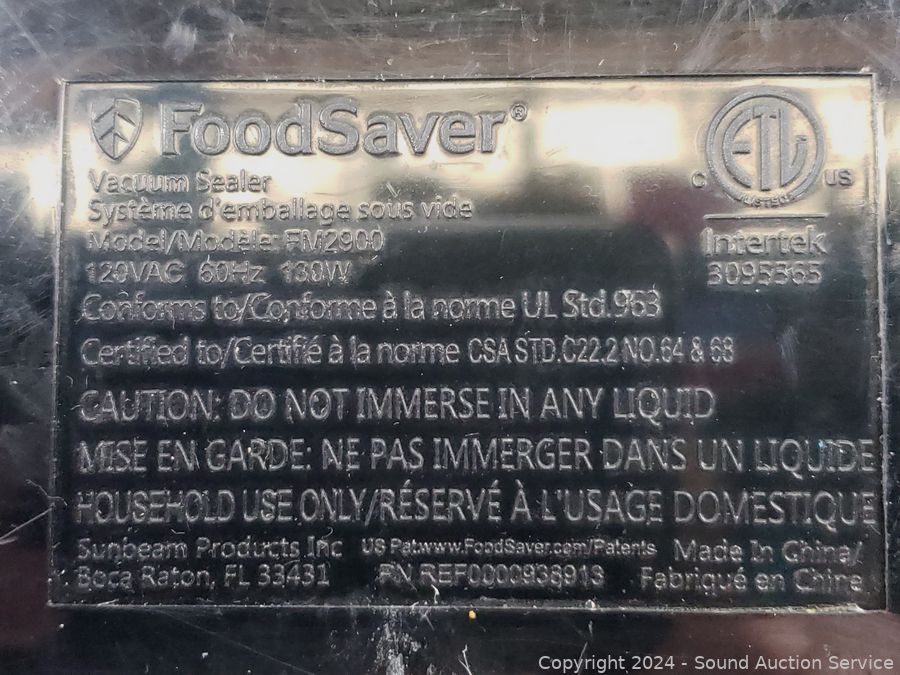 FoodSaver®
Vacuum Sealer
Système d'emballage sous vide
Model/Modèle: FM2900
120VAC 60Hz 130W
Conforms to/Conforme à la norme UL Std.963
Certified to/Certifié à la norme CSA STD.C22.2 NO.64 & 68
CAUTION: DO NOT IMMERSE IN ANY LIQUID
MISE EN GARDE: NE PAS IMMERGER DANS UN LIQUIDE
HOUSEHOLD USE ONLY/RÉSERVÉ À L'USAGE DOMESTIQUE
Sunbeam Products Inc
Boca Raton, FL 33431
US Pat:www.FoodSaver.com/Patents
PN REF0000938913
Made In China/
Fabriqué en Chine
ETL
LISTED
C US
Intertek
3095565
Copyright 2024 - Sound Auction Service